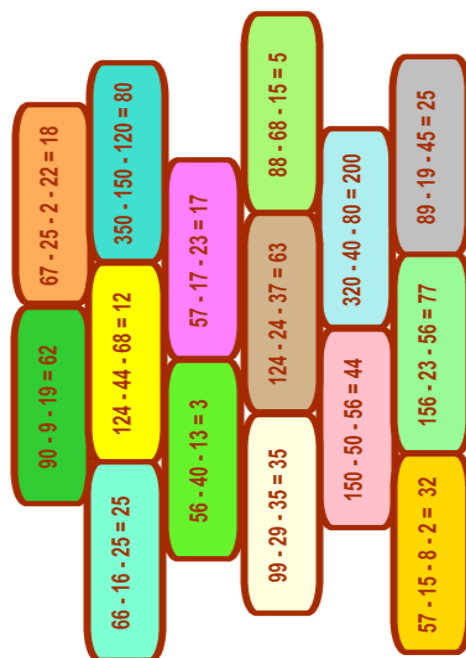 90 - 9 - 19 = 62
67 - 25 - 2 - 22 = 18
66 - 16 - 25 = 25
124 - 44 - 68 = 12
350 - 150 - 120 = 80
56 - 40 - 13 = 3
57 - 17 - 23 = 17
99 - 29 - 35 = 35
124 - 24 - 37 = 63
88 - 68 - 15 = 5
150 - 50 - 56 = 44
320 - 40 - 80 = 200
57 - 15 - 8 - 2 = 32
156 - 23 - 56 = 77
89 - 19 - 45 = 25